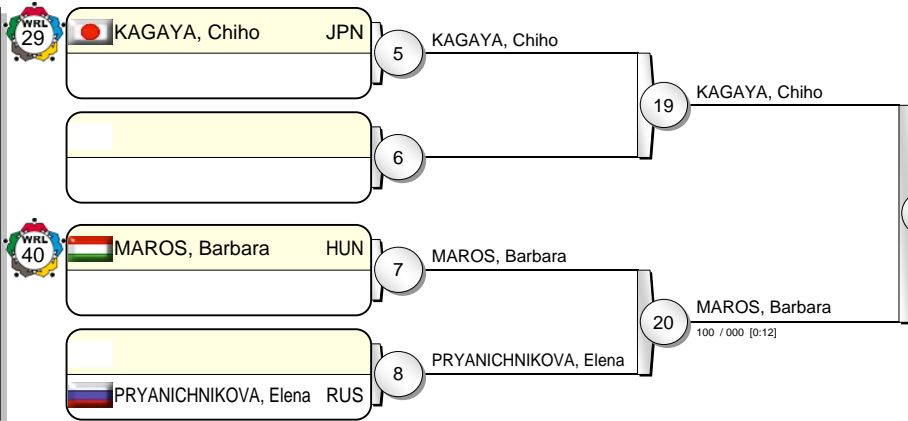 WRL
29
KAGAYA, Chiho JPN
5
KAGAYA, Chiho
19
KAGAYA, Chiho
6
WRL
40
MAROS, Barbara HUN
7
MAROS, Barbara
20
MAROS, Barbara
100 / 000 [0:12]
8
PRYANICHNIKOVA, Elena
PRYANICHNIKOVA, Elena RUS